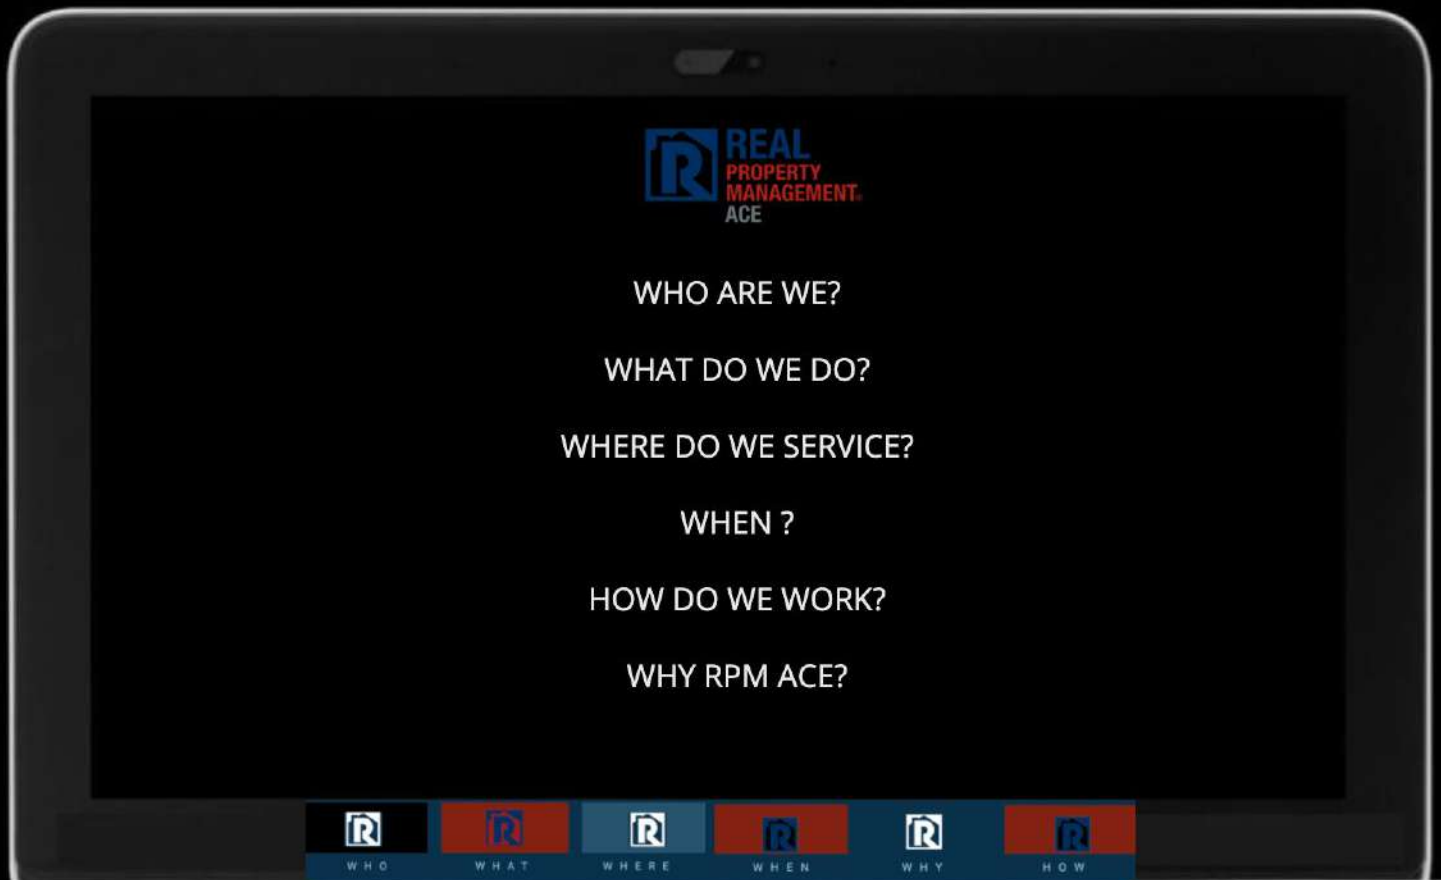 REAL
PROPERTY
MANAGEMENT
ACE
WHO ARE WE?
WHAT DO WE DO?
WHERE DO WE SERVICE?
WHEN ?
HOW DO WE WORK?
WHY RPM ACE?
WHO WHAT WHERE WHEN WHY HOW